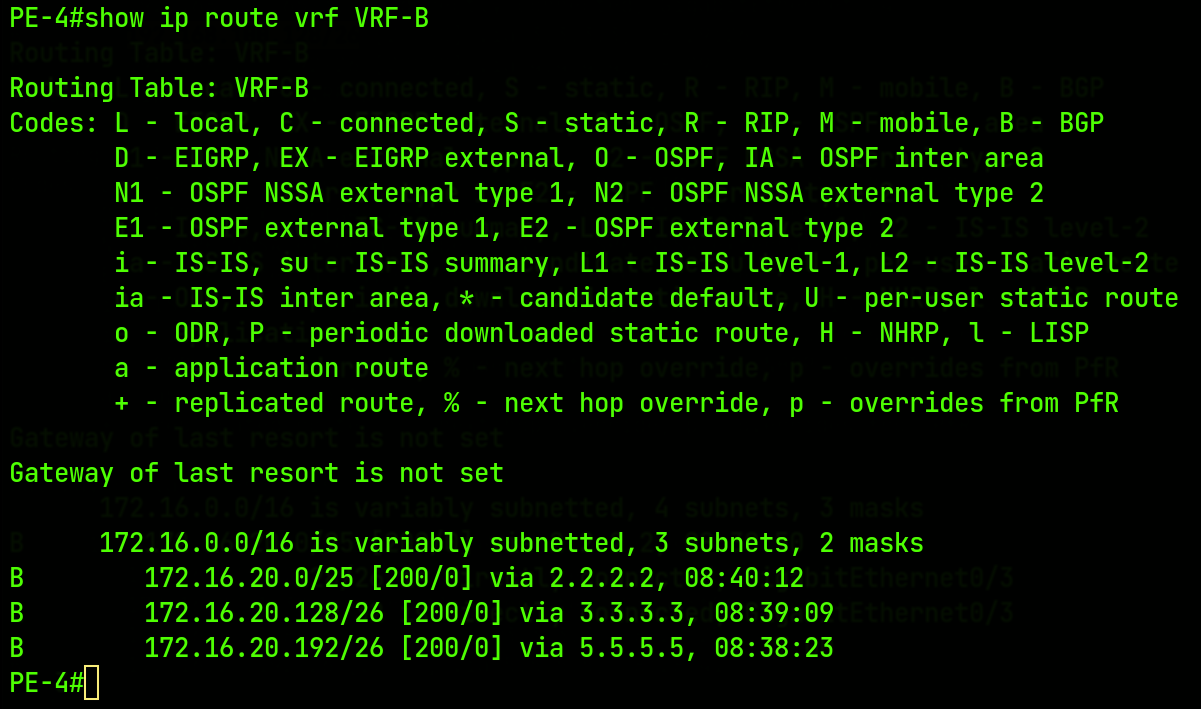 PE-4#show ip route vrf VRF-B
Routing Table: VRF-B
Codes: L - local, C - connected, S - static, R - RIP, M - mobile, B - BGP
       D - EIGRP, EX - EIGRP external, O - OSPF, IA - OSPF inter area
       N1 - OSPF NSSA external type 1, N2 - OSPF NSSA external type 2
       E1 - OSPF external type 1, E2 - OSPF external type 2
       i - IS-IS, su - IS-IS summary, L1 - IS-IS level-1, L2 - IS-IS level-2
       ia - IS-IS inter area, * - candidate default, U - per-user static route
       o - ODR, P - periodic downloaded static route, H - NHRP, l - LISP
       a - application route
       + - replicated route, % - next hop override, p - overrides from PfR
Gateway of last resort is not set
      172.16.0.0/16 is variably subnetted, 3 subnets, 2 masks
B        172.16.20.0/25 [200/0] via 2.2.2.2, 08:40:12
B        172.16.20.128/26 [200/0] via 3.3.3.3, 08:39:09
B        172.16.20.192/26 [200/0] via 5.5.5.5, 08:38:23
PE-4#